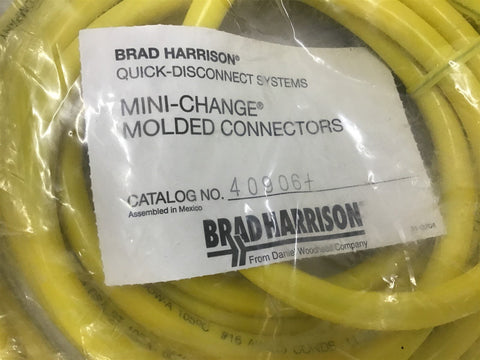 BRAD HARRISON®
QUICK-DISCONNECT SYSTEMS
MINI-CHANGE®
MOLDED CONNECTORS
CATALOG NO. 40906+
Assembled in Mexico
BRAD HARRISON®
From Daniel Woodhead Company